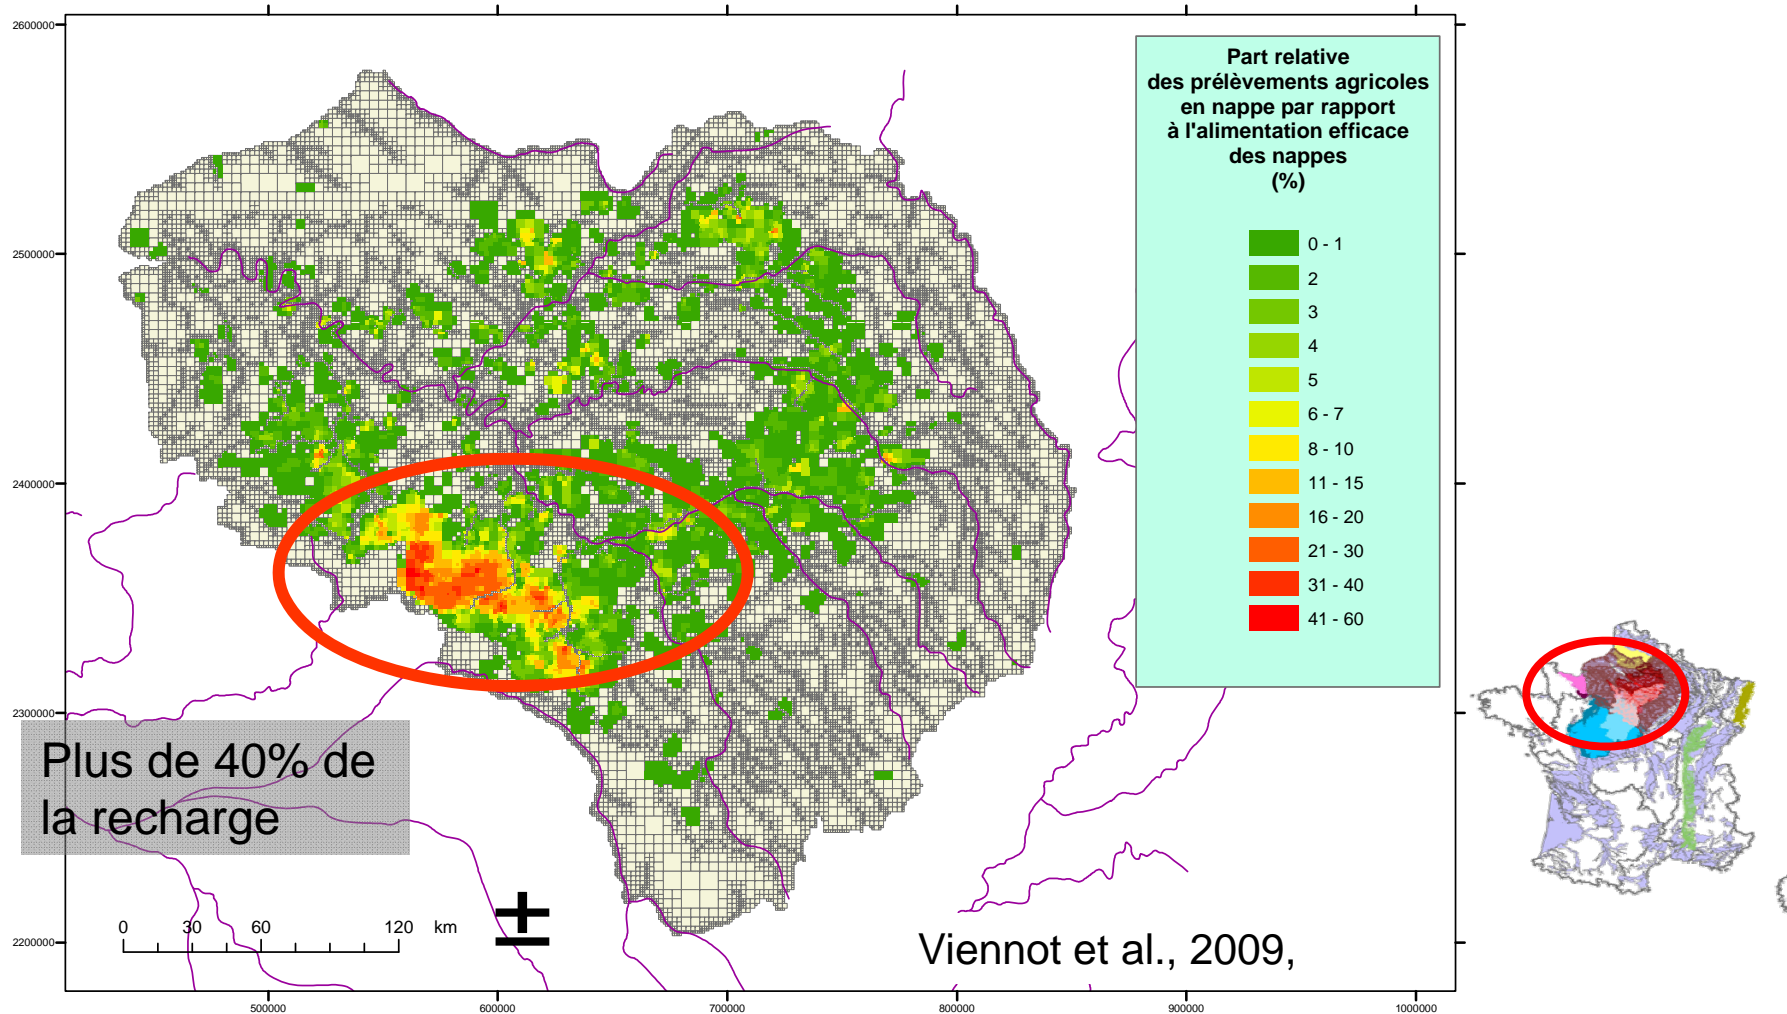 Part relative
des prélèvements agricoles
en nappe par rapport
à l'alimentation efficace
des nappes
(%)
0 - 1
2
3
4
5
6 - 7
8 - 10
11 - 15
16 - 20
21 - 30
31 - 40
41 - 60
2600000
2500000
2400000
2300000
2200000
Plus de 40% de
la recharge
0 30 60 120 km
Viennot et al., 2009,
500000 600000 700000 800000 900000 1000000